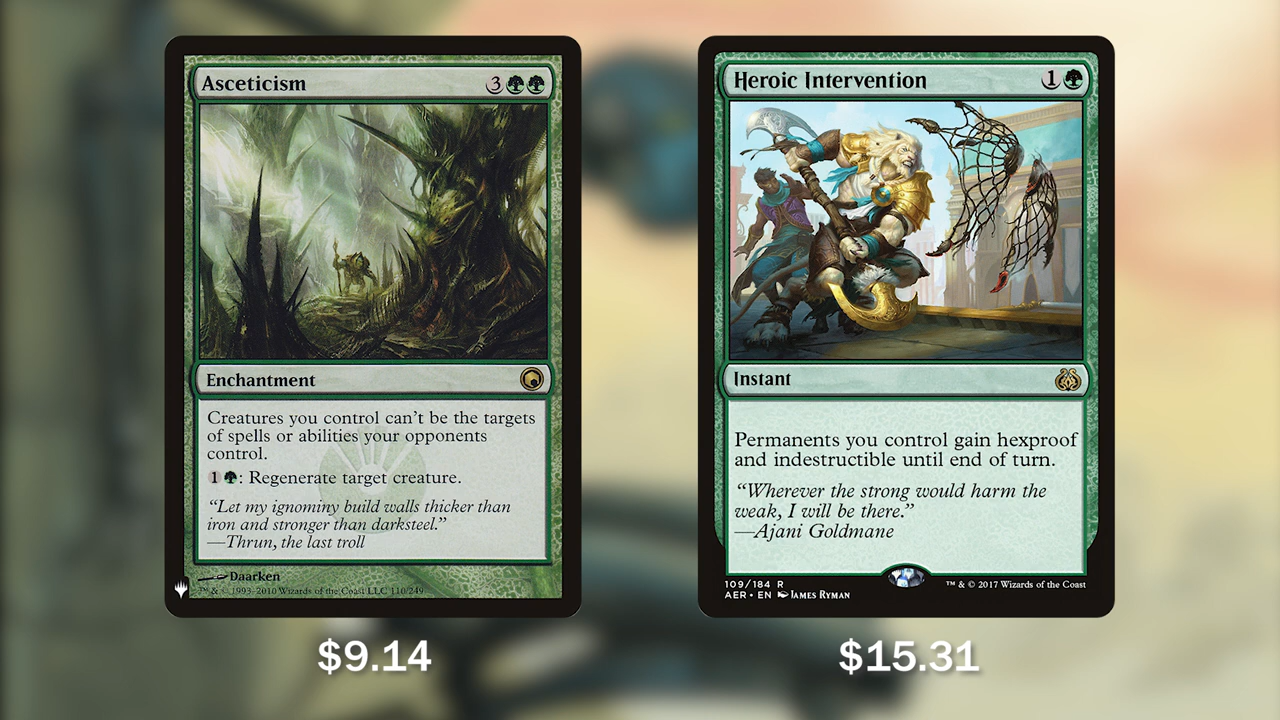 Asceticism
3
Enchantment
Creatures you control can't be the targets
of spells or abilities your opponents
control.
1 : Regenerate target creature.
"Let my ignominy build walls thicker than
iron and stronger than darksteel."
—Thrun, the last troll
Daarken
™ & © 1993-2010 Wizards of the Coast LLC 110/249
$9.14
Heroic Intervention
1
Instant
Permanents you control gain hexproof
and indestructible until end of turn.
"Wherever the strong would harm the
weak, I will be there."
—Ajani Goldmane
109/184 R
AER • EN James Ryman
™ & © 2017 Wizards of the Coast
$15.31